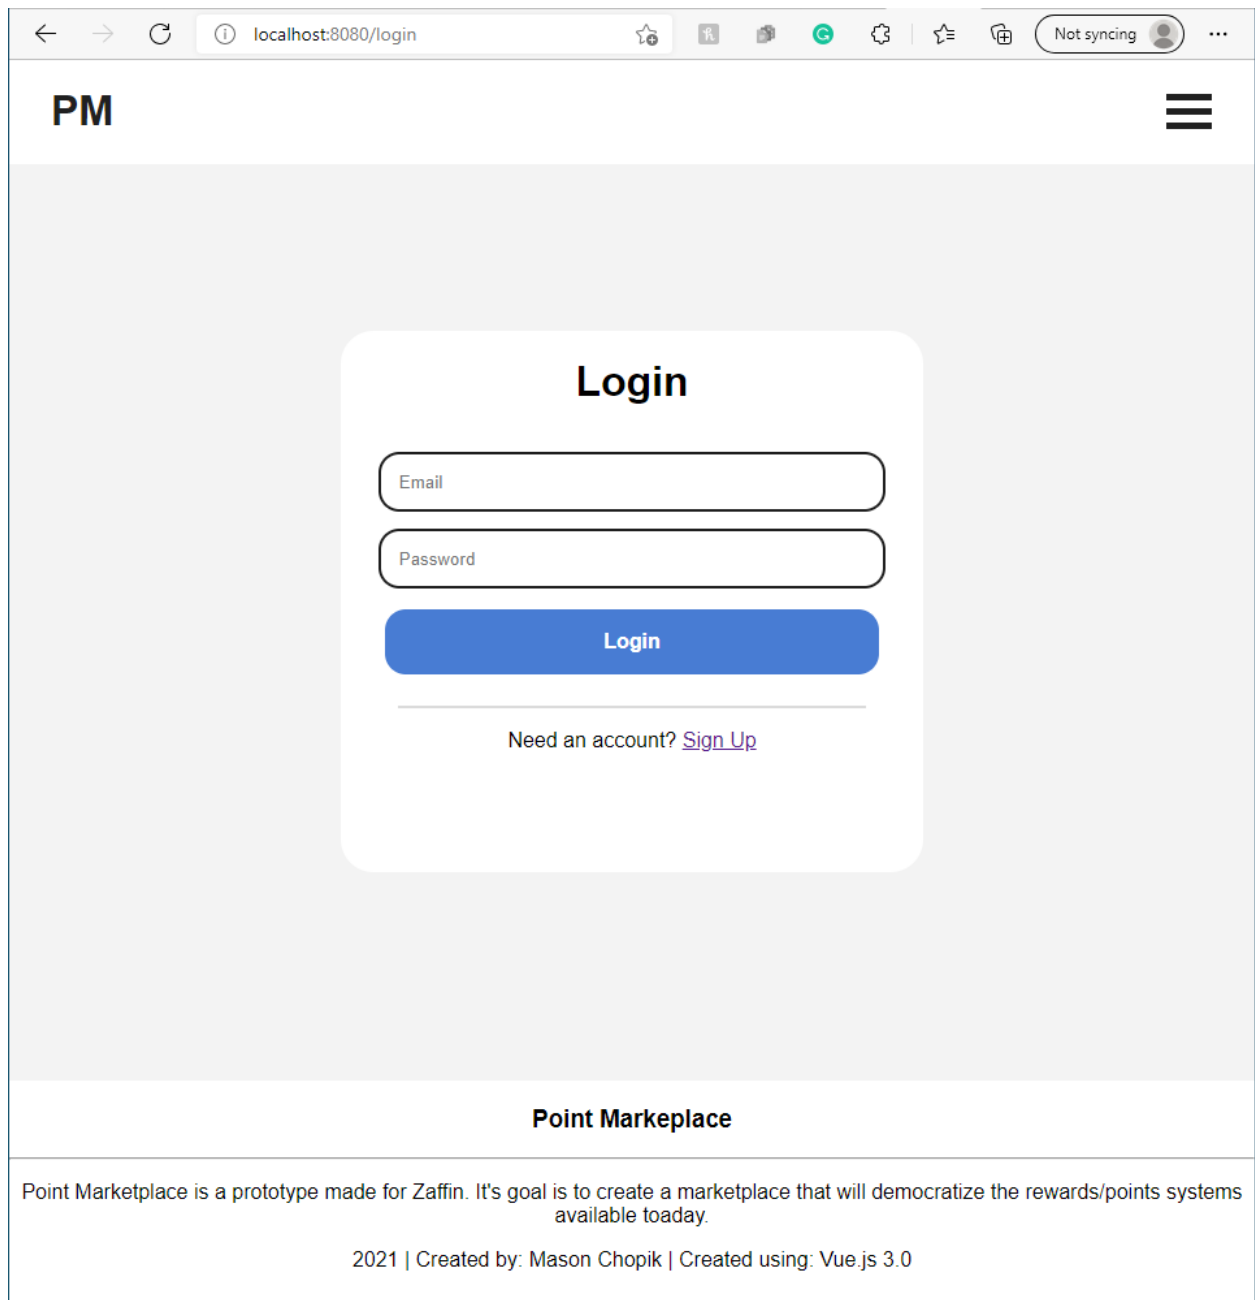 localhost:8080/login
Not syncing
PM
Login
Email
Password
Login
Need an account? Sign Up
Point Markeplace
Point Marketplace is a prototype made for Zaffin. It's goal is to create a marketplace that will democratize the rewards/points systems
available toaday.
2021 | Created by: Mason Chopik | Created using: Vue.js 3.0